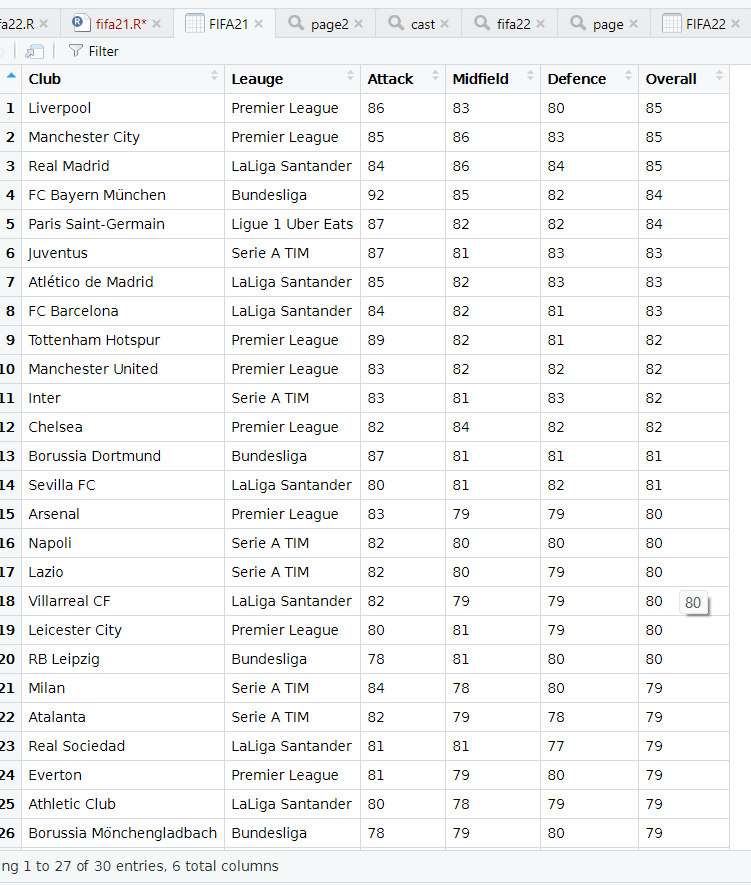 fa22.R fifa21.R* FIFA21 page2 cast fifa22 page FIFA22
Filter
Club Leauge Attack Midfield Defence Overall
1 Liverpool Premier League 86 83 80 85
2 Manchester City Premier League 85 86 83 85
3 Real Madrid LaLiga Santander 84 86 84 85
4 FC Bayern München Bundesliga 92 85 82 84
5 Paris Saint-Germain Ligue 1 Uber Eats 87 82 82 84
6 Juventus Serie A TIM 87 81 83 83
7 Atlético de Madrid LaLiga Santander 85 82 83 83
8 FC Barcelona LaLiga Santander 84 82 81 83
9 Tottenham Hotspur Premier League 89 82 81 82
10 Manchester United Premier League 83 82 82 82
11 Inter Serie A TIM 83 81 83 82
12 Chelsea Premier League 82 84 82 82
13 Borussia Dortmund Bundesliga 87 81 81 81
14 Sevilla FC LaLiga Santander 80 81 82 81
15 Arsenal Premier League 83 79 79 80
16 Napoli Serie A TIM 82 80 80 80
17 Lazio Serie A TIM 82 80 79 80
18 Villarreal CF LaLiga Santander 82 79 79 80 80
19 Leicester City Premier League 80 81 79 80
20 RB Leipzig Bundesliga 78 81 80 80
21 Milan Serie A TIM 84 78 80 79
22 Atalanta Serie A TIM 82 79 78 79
23 Real Sociedad LaLiga Santander 81 81 77 79
24 Everton Premier League 81 79 80 79
25 Athletic Club LaLiga Santander 80 78 79 79
26 Borussia Mönchengladbach Bundesliga 78 79 80 79
ng 1 to 27 of 30 entries, 6 total columns